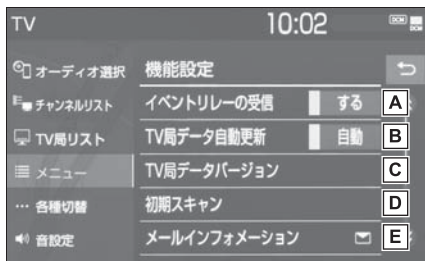 TV
10:02
DCM DCM
オーディオ選択
チャンネルリスト
TV局リスト
メニュー
各種切替
音設定
機能設定
イベントリレーの受信 する A
TV局データ自動更新 自動 B
TV局データバージョン C
初期スキャン D
メールインフォメーション E